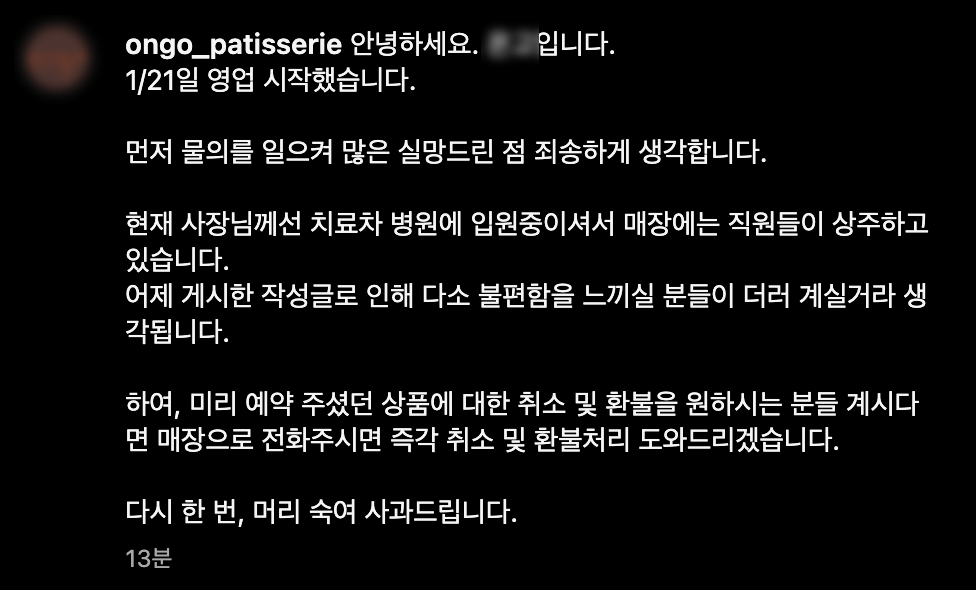 ongo_patisserie 안녕하세요. 입니다.
1/21일 영업 시작했습니다.
먼저 물의를 일으켜 많은 실망드린 점 죄송하게 생각합니다.
현재 사장님께선 치료차 병원에 입원중이셔서 매장에는 직원들이 상주하고
있습니다.
어제 게시한 작성글로 인해 다소 불편함을 느끼실 분들이 더러 계실거라 생
각됩니다.
하여, 미리 예약 주셨던 상품에 대한 취소 및 환불을 원하시는 분들 계시다
면 매장으로 전화주시면 즉각 취소 및 환불처리 도와드리겠습니다.
다시 한 번, 머리 숙여 사과드립니다.
13분